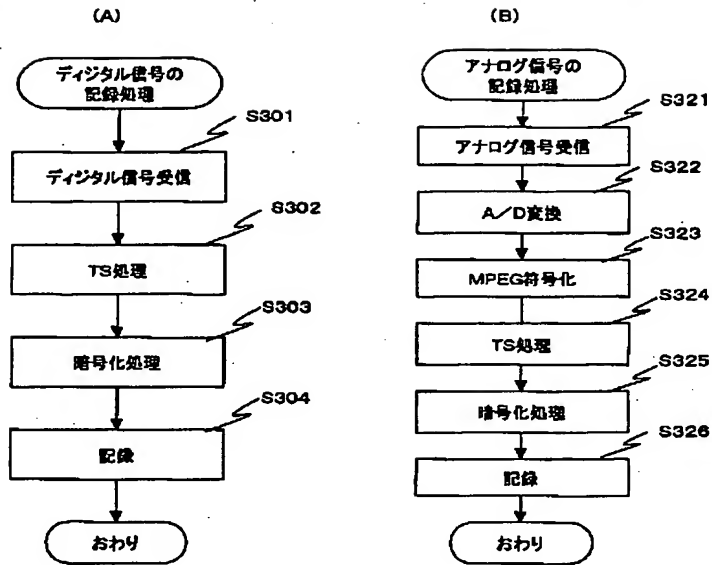 (A)
ディジタル信号の
記録処理
S301
ディジタル信号受信
S302
TS処理
S303
暗号化処理
S304
記録
おわり
(B)
アナログ信号の
記録処理
S321
アナログ信号受信
S322
A/D変換
S323
MPEG符号化
S324
TS処理
S325
暗号化処理
S326
記録
おわり